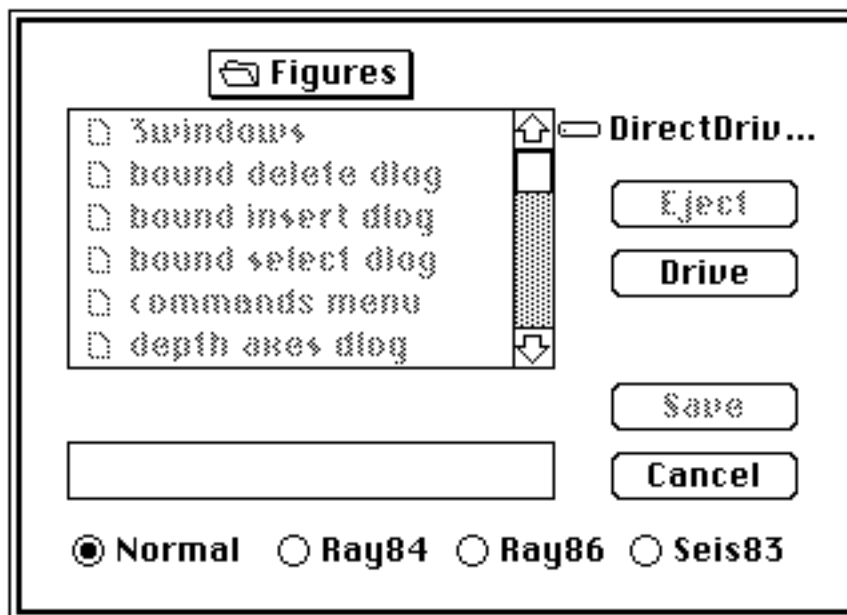 Figures
3windows
DirectDriv...
bound delete dlog
bound insert dlog
bound select dlog
commands menu
depth axes dlog
Eject
Drive
Save
Cancel
Normal Ray84 Ray86 Seis83